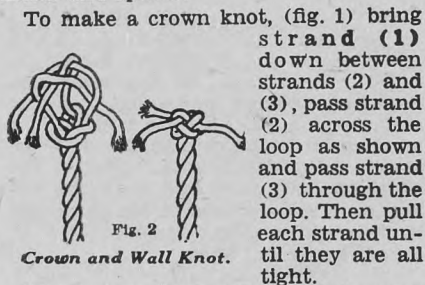 To make a crown knot, (fig. 1) bring
strand (1)
down between
strands (2) and
(3), pass strand
(2) across the
loop as shown
and pass strand
(3) through the
loop. Then pull
each strand un-
til they are all
tight.
Fig. 2
Crown and Wall Knot.